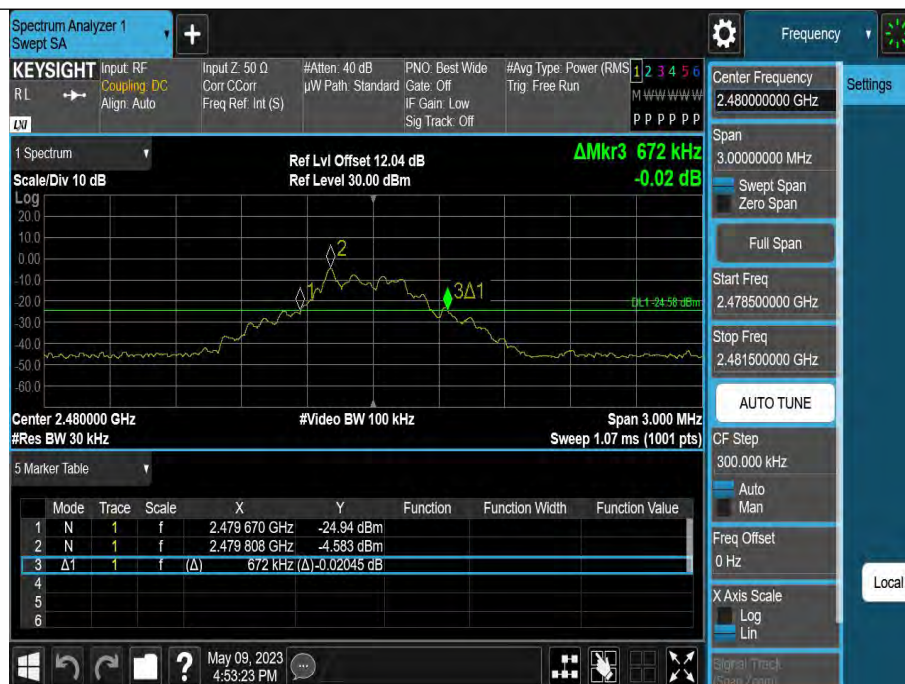 Spectrum Analyzer 1
Swept SA
+
Frequency
KEYSIGHT
RL
LXI
Input: RF
Coupling: DC
Align: Auto
Input Z: 50 Ω
Corr CCorr
Freq Ref: Int (S)
#Atten: 40 dB
µW Path: Standard
PNO: Best Wide
Gate: Off
IF Gain: Low
Sig Track: Off
#Avg Type: Power (RMS
Trig: Free Run
1 2 3 4 5 6
M W W W W W
P P P P P P
1 Spectrum
Scale/Div 10 dB
Ref Lvl Offset 12.04 dB
Ref Level 30.00 dBm
ΔMkr3 672 kHz
-0.02 dB
Log
20.0
10.0
0.00
-10.0
-20.0
-30.0
-40.0
-50.0
-60.0
2
1
3Δ1
DL1 -24.58 dBm
Center 2.480000 GHz
#Video BW 100 kHz
Span 3.000 MHz
#Res BW 30 kHz
Sweep 1.07 ms (1001 pts)
5 Marker Table
Mode Trace Scale X Y Function Function Width Function Value
1 N 1 f 2.479 670 GHz -24.94 dBm
2 N 1 f 2.479 808 GHz -4.583 dBm
3 Δ1 1 f (Δ) 672 kHz (Δ)-0.02045 dB
4
5
6
May 09, 2023
4:53:23 PM
?
Center Frequency
2.480000000 GHz
Span
3.00000000 MHz
Swept Span
Zero Span
Full Span
Start Freq
2.478500000 GHz
Stop Freq
2.481500000 GHz
AUTO TUNE
CF Step
300.000 kHz
Auto
Man
Freq Offset
0 Hz
X Axis Scale
Log
Lin
Signal Track
(Span Zoom)
Settings
Local